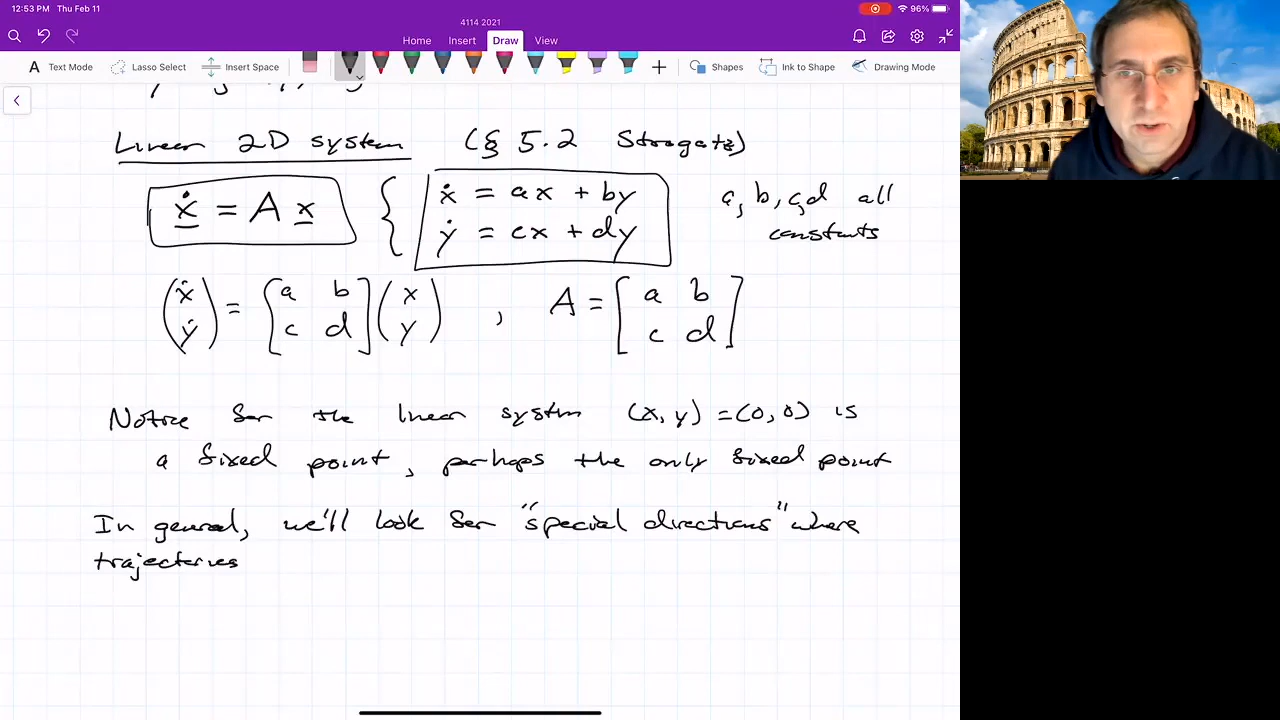 12:53 PM Thu Feb 11
96%
4114 2021
Home Insert Draw View
A Text Mode Lasso Select Insert Space Shapes Ink to Shape Drawing Mode
Linear 2D system (§ 5.2 Strogatz)
ẋ = A x { ẋ = ax + by
ẏ = cx + dy
a, b, c, d all
constants
(ẋ ẏ) = [a b c d] (x y) , A = [a b c d]
Notice for the linear system (x, y) = (0, 0) is
a fixed point, perhaps the only fixed point
In general, we'll look for "special directions" where
trajectories